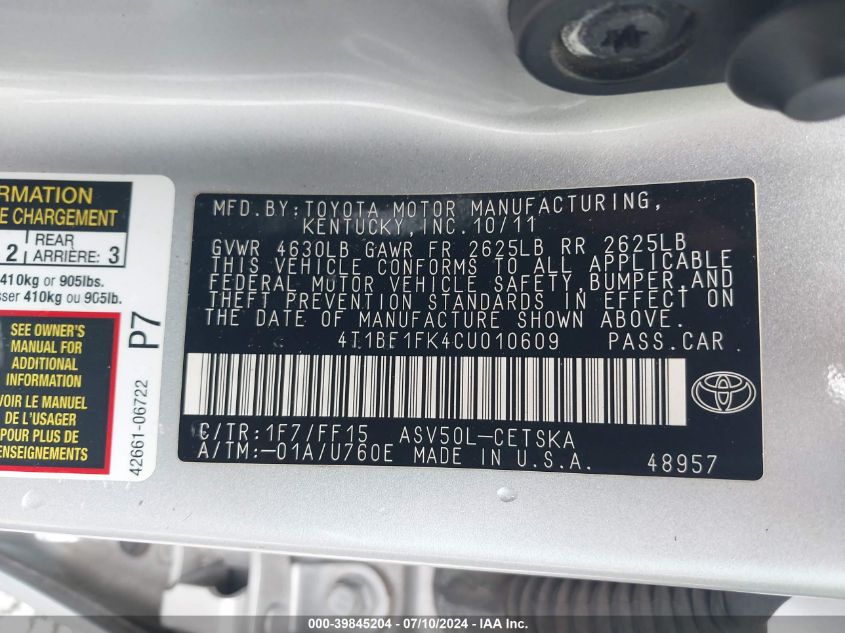 RMATION
E CHARGEMENT
2 REAR ARRIÈRE: 3
410kg or 905lbs.
sser 410kg ou 905lb.
SEE OWNER'S
MANUAL FOR
ADDITIONAL
INFORMATION
VOIR LE MANUEL
DE L'USAGER
POUR PLUS DE
RENSEIGNEMENTS
P7
42661-06722
MFD.BY:TOYOTA MOTOR MANUFACTURING,
KENTUCKY,INC.10/11
GVWR 4630LB GAWR FR 2625LB RR 2625LB
THIS VEHICLE CONFORMS TO ALL APPLICABLE
FEDERAL MOTOR VEHICLE SAFETY,BUMPER,AND
THEFT PREVENTION STANDARDS IN EFFECT ON
THE DATE OF MANUFACTURE SHOWN ABOVE.
4T1BE1FK4CU010609 PASS.CAR
C/TR:1F7/FF15 ASV50L-CETSKA
A/TM:-01A/U760E MADE IN U.S.A. 48957
000-39845204 - 07/10/2024 - IAA Inc.